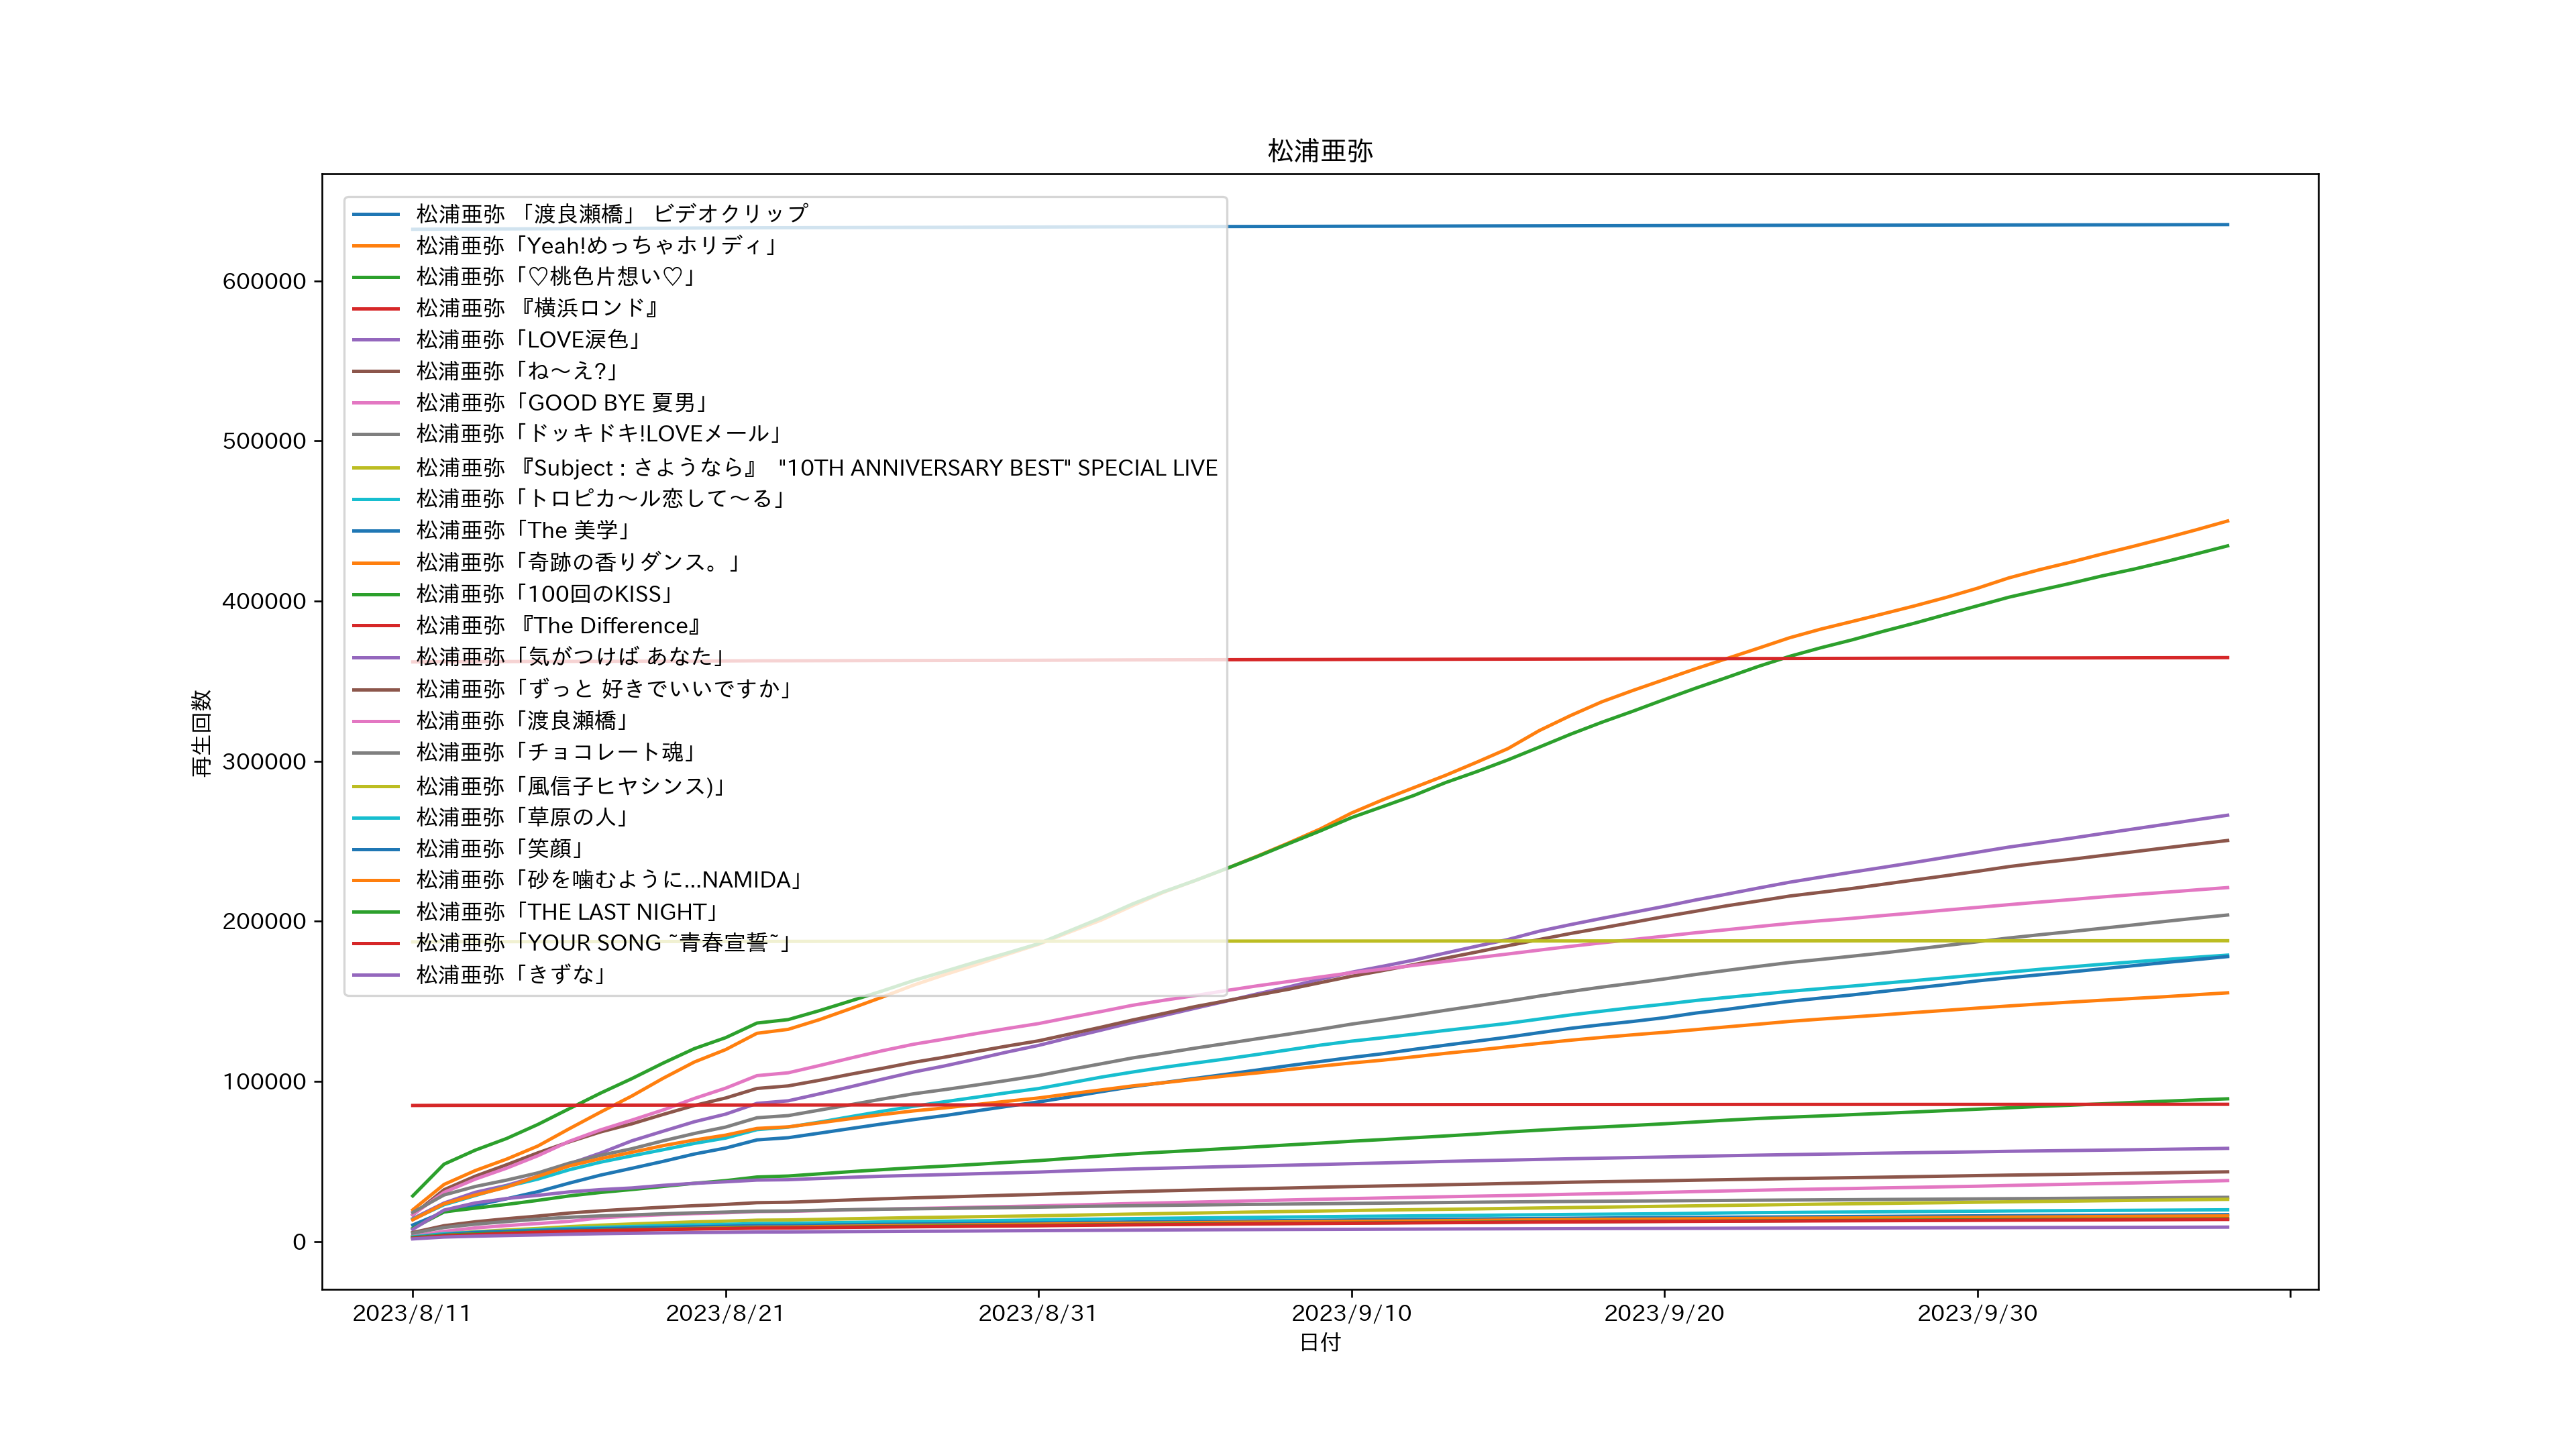 松浦亜弥
松浦亜弥 「渡良瀬橋」 ビデオクリップ
松浦亜弥「Yeah!めっちゃホリディ」
松浦亜弥「♡桃色片想い♡」
松浦亜弥 『横浜ロンド』
松浦亜弥「LOVE涙色」
松浦亜弥「ね～え?」
松浦亜弥「GOOD BYE 夏男」
松浦亜弥「ドッキドキ!LOVEメール」
松浦亜弥 『Subject : さようなら』 "10TH ANNIVERSARY BEST" SPECIAL LIVE
松浦亜弥「トロピカ～ル恋して～る」
松浦亜弥「The 美学」
松浦亜弥「奇跡の香りダンス。」
松浦亜弥「100回のKISS」
松浦亜弥 『The Difference』
松浦亜弥「気がつけば あなた」
松浦亜弥「ずっと 好きでいいですか」
松浦亜弥「渡良瀬橋」
松浦亜弥「チョコレート魂」
松浦亜弥「風信子ヒヤシンス)」
松浦亜弥「草原の人」
松浦亜弥「笑顔」
松浦亜弥「砂を噛むように…NAMIDA」
松浦亜弥「THE LAST NIGHT」
松浦亜弥「YOUR SONG ˜青春宣誓˜」
松浦亜弥「きずな」
再生回数
600000
500000
400000
300000
200000
100000
0
2023/8/11
2023/8/21
2023/8/31
2023/9/10
2023/9/20
2023/9/30
日付